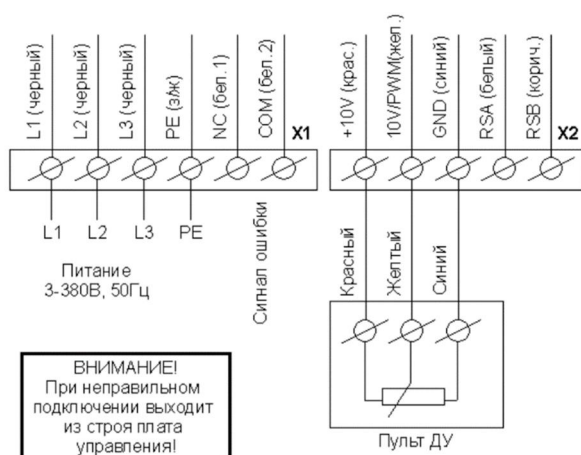 L1 (черный)
L2 (черный)
L3 (черный)
PE (з/ж)
NC (бел.1)
COM (бел.2)
X1
+10V (крас.)
10V/PWM(жел.)
GND (синий)
RSA (белый)
RSB (корич.)
X2
L1
L2
L3
PE
Питание
3-380В, 50Гц
Сигнал ошибки
Красный
Желтый
Синий
Пульт ДУ
ВНИМАНИЕ!
При неправильном
подключении выходит
из строя плата
управления!